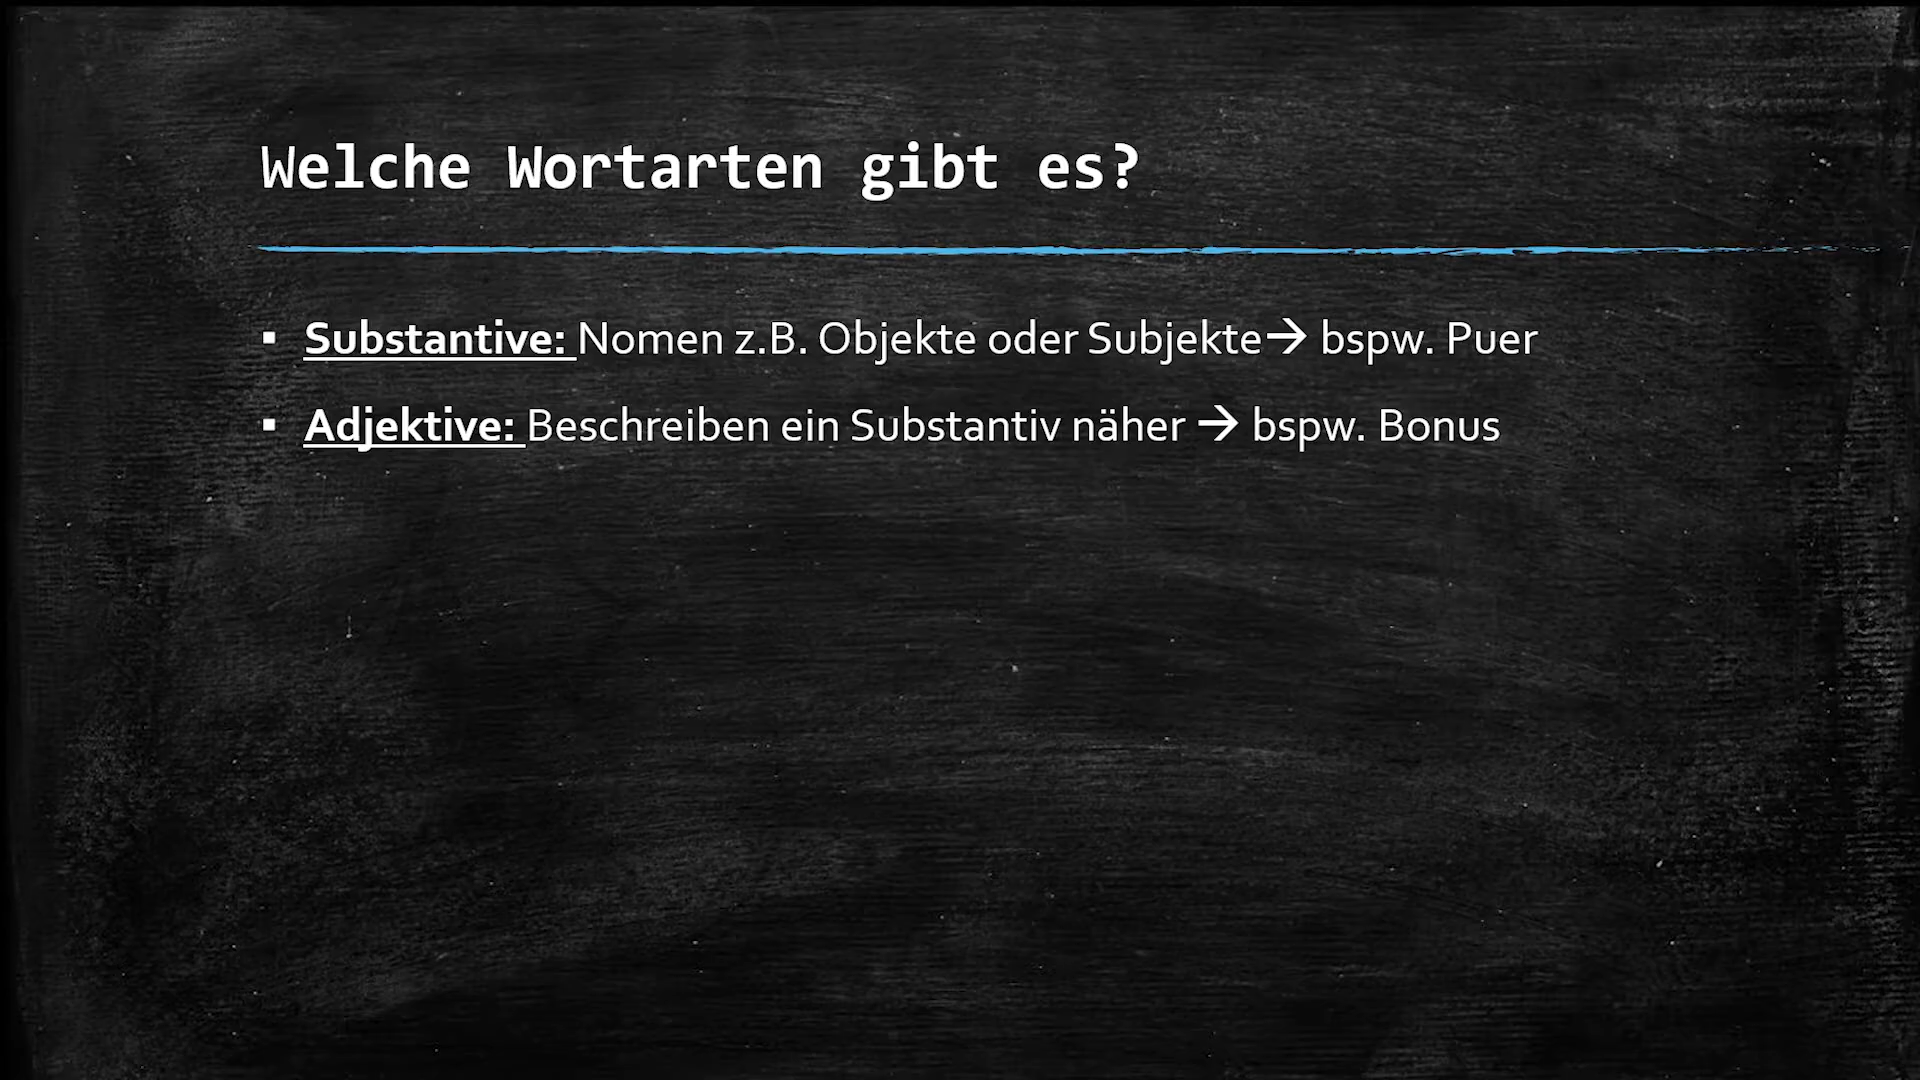 Welche Wortarten gibt es?
▪ Substantive: Nomen z.B. Objekte oder Subjekte→ bspw. Puer
▪ Adjektive: Beschreiben ein Substantiv näher → bspw. Bonus